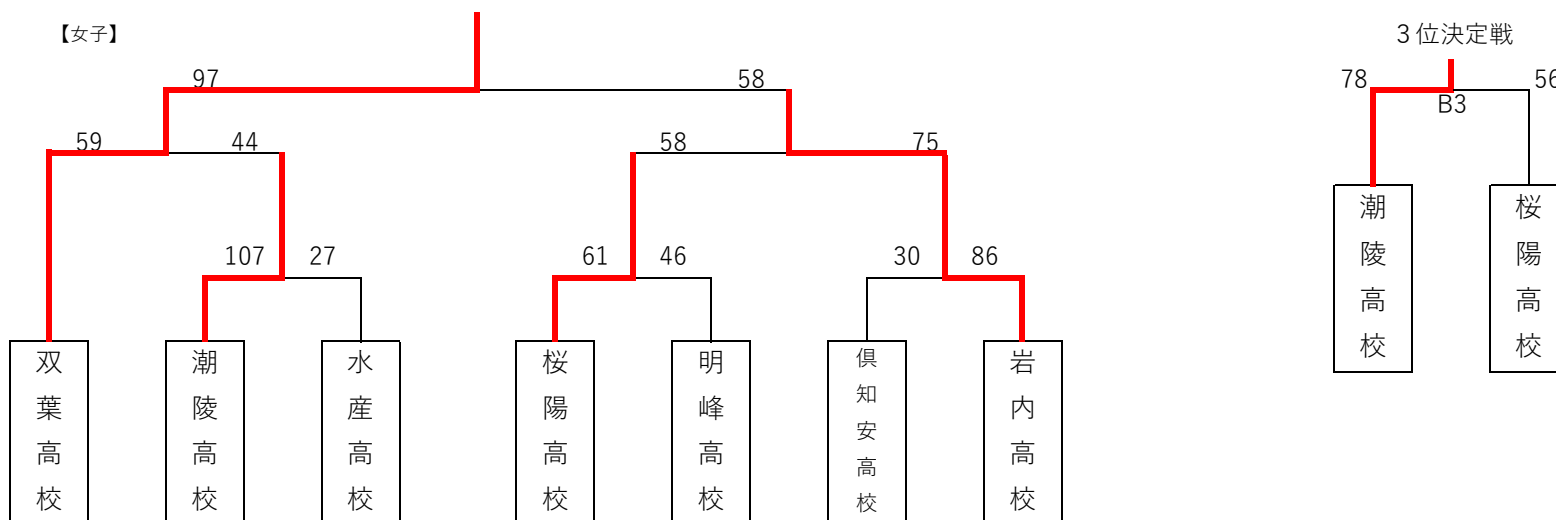 【女子】
3位決定戦
97
58
78
56
B3
59
44
58
75
107
27
61
46
30
86
双葉高校
潮陵高校
水産高校
桜陽高校
明峰高校
倶知安高校
岩内高校
潮陵高校
桜陽高校